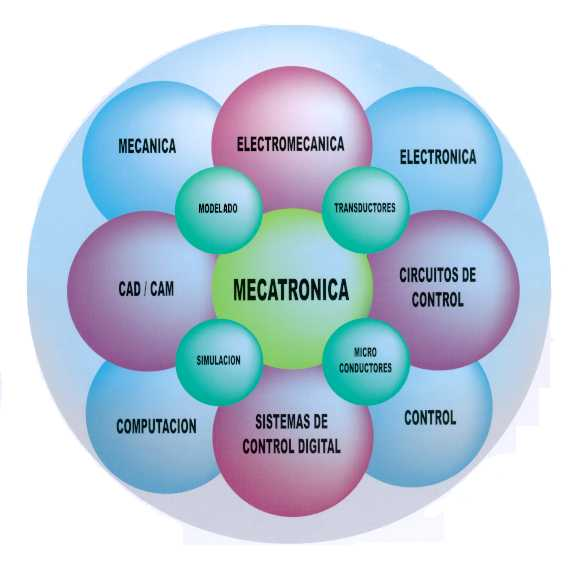 MECANICA
ELECTROMECANICA
ELECTRONICA
MODELADO
TRANSDUCTORES
CAD / CAM
MECATRONICA
CIRCUITOS DE
CONTROL
SIMULACION
MICRO
CONDUCTORES
COMPUTACION
SISTEMAS DE
CONTROL DIGITAL
CONTROL